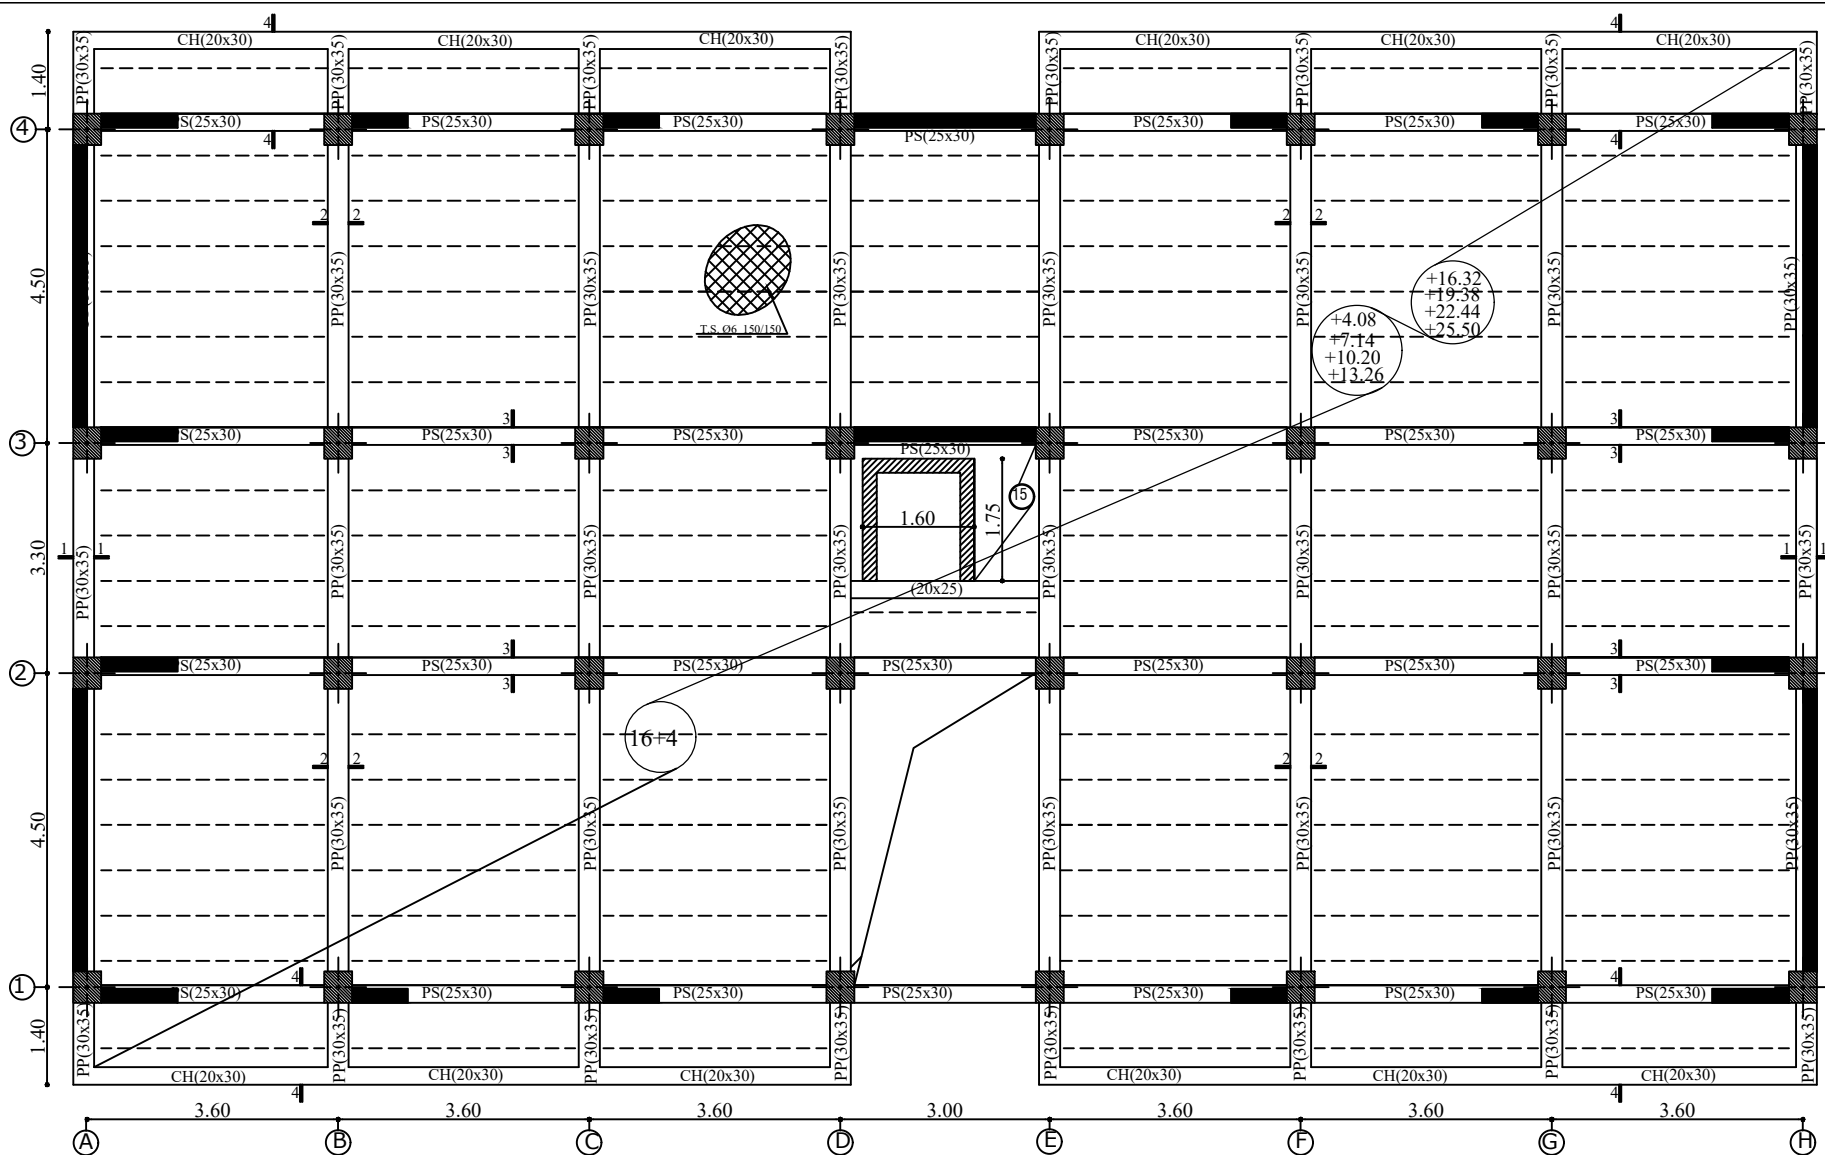 4 4
CH(20x30) CH(20x30) CH(20x30) CH(20x30) CH(20x30) CH(20x30)
PP(30x35) PP(30x35) PP(30x35) PP(30x35) PP(30x35) PP(30x35) PP(30x35) PP(30x35)
1.40
4 S(25x30) PS(25x30) PS(25x30) PS(25x30) PS(25x30) PS(25x30) PS(25x30)
4 4
2 2 2 2
4.50
PP(30x35) PP(30x35) PP(30x35) PP(30x35) PP(30x35) PP(30x35) PP(30x35)
T.S. Ø6 150/150
+16.32
+19.38
+22.44
+25.50
+4.08
+7.14
+10.20
+13.26
3 3
3 S(25x30) PS(25x30) PS(25x30) PS(25x30) PS(25x30) PS(25x30) PS(25x30)
3 3
15
1.60
1.75
1 1 1 1
3.30
PP(30x35) PP(30x35) PP(30x35) PP(30x35) PP(30x35) PP(30x35) PP(30x35) PP(30x35)
(20x25)
3 3
2 S(25x30) PS(25x30) PS(25x30) PS(25x30) PS(25x30) PS(25x30) PS(25x30)
3 3
16+4
2 2 2 2
4.50
PP(30x35) PP(30x35) PP(30x35) PP(30x35) PP(30x35) PP(30x35) PP(30x35)
4 4
1 S(25x30) PS(25x30) PS(25x30) PS(25x30) PS(25x30) PS(25x30) PS(25x30)
1.40
PP(30x35) PP(30x35) PP(30x35) PP(30x35) PP(30x35) PP(30x35) PP(30x35) PP(30x35)
CH(20x30) CH(20x30) CH(20x30) CH(20x30) CH(20x30) CH(20x30)
4 4
3.60 3.60 3.60 3.00 3.60 3.60 3.60
A B C D E F G H